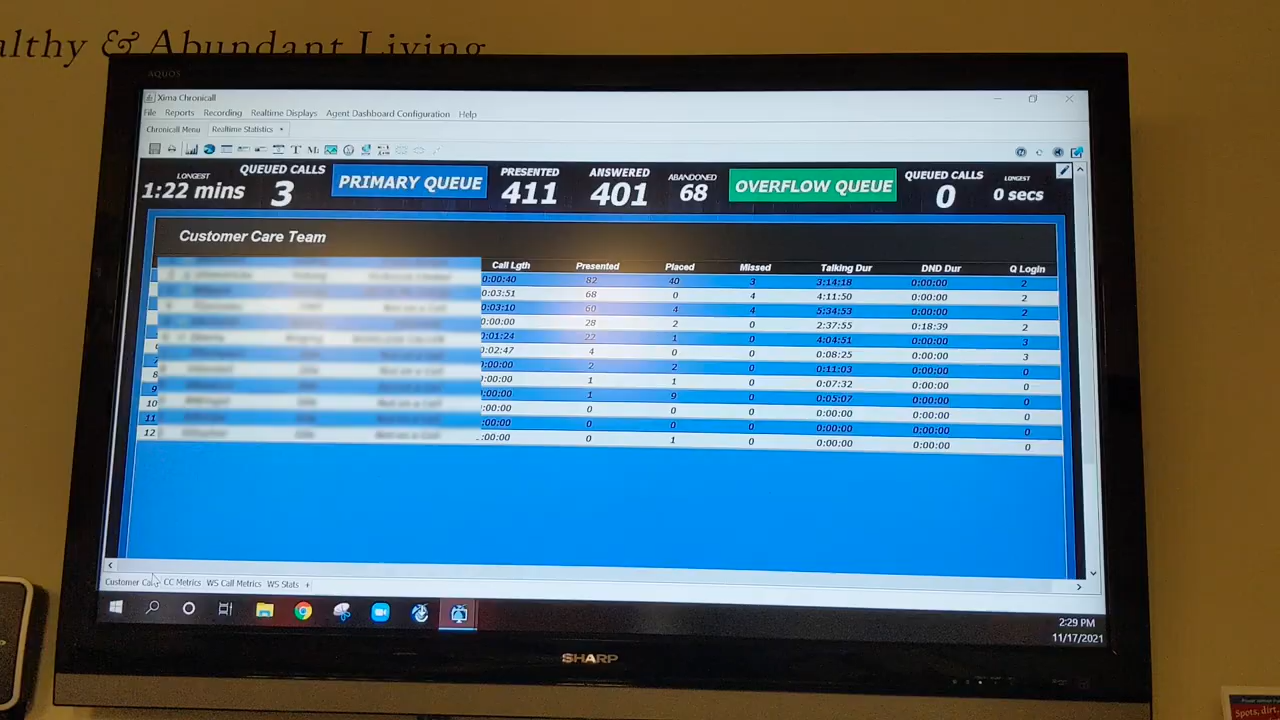 althy & Abundant Living
AQUOS
Xima Chronicall
File Reports Recording Realtime Displays Agent Dashboard Configuration Help
Chronicall Menu Realtime Statistics
LONGEST
1:22 mins
QUEUED CALLS
3
PRIMARY QUEUE
PRESENTED
411
ANSWERED
401
ABANDONED
68
OVERFLOW QUEUE
QUEUED CALLS
0
LONGEST
0 secs
Customer Care Team
Call Lgth Presented Placed Missed Talking Dur DND Dur Q Login
0:00:40 82 40 3 3:14:18 0:00:00 2
0:03:51 68 0 4 4:11:50 0:00:00 2
0:03:10 60 4 4 5:34:53 0:00:00 2
0:00:00 28 2 0 2:37:55 0:18:39 2
0:01:24 22 1 0 4:04:51 0:00:00 3
0:02:47 4 0 0 0:08:25 0:00:00 3
:00:00 2 2 0 0:11:03 0:00:00 0
8 :00:00 1 1 0 0:07:32 0:00:00 0
9 :00:00 1 9 0 0:05:07 0:00:00 0
10 :00:00 0 0 0 0:00:00 0:00:00 0
11 :00:00 0 0 0 0:00:00 0:00:00 0
12 :00:00 0 1 0 0:00:00 0:00:00 0
Customer Care CC Metrics WS Call Metrics WS Stats +
2:29 PM
11/17/2021
SHARP
Spots, dirt,